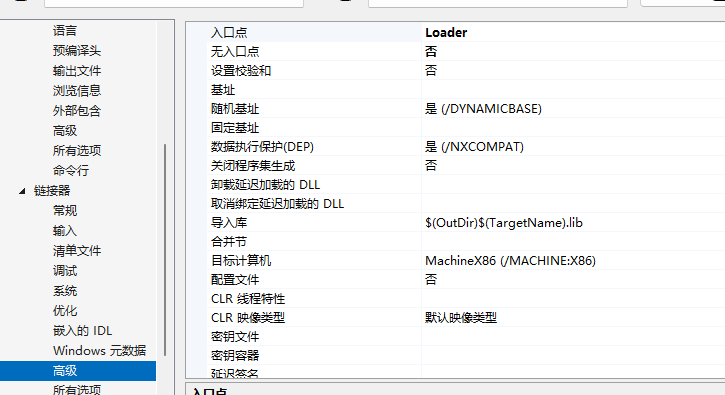 语言
预编译头
输出文件
浏览信息
外部包含
高级
所有选项
命令行
链接器
常规
输入
清单文件
调试
系统
优化
嵌入的 IDL
Windows 元数据
高级
所有选项
入口点 Loader
无入口点 否
设置校验和 否
基址
随机基址 是 (/DYNAMICBASE)
固定基址
数据执行保护(DEP) 是 (/NXCOMPAT)
关闭程序集生成 否
卸载延迟加载的 DLL
取消绑定延迟加载的 DLL
导入库 $(OutDir)$(TargetName).lib
合并节
目标计算机 MachineX86 (/MACHINE:X86)
配置文件 否
CLR 线程特性
CLR 映像类型 默认映像类型
密钥文件
密钥容器
延迟签名
入口点